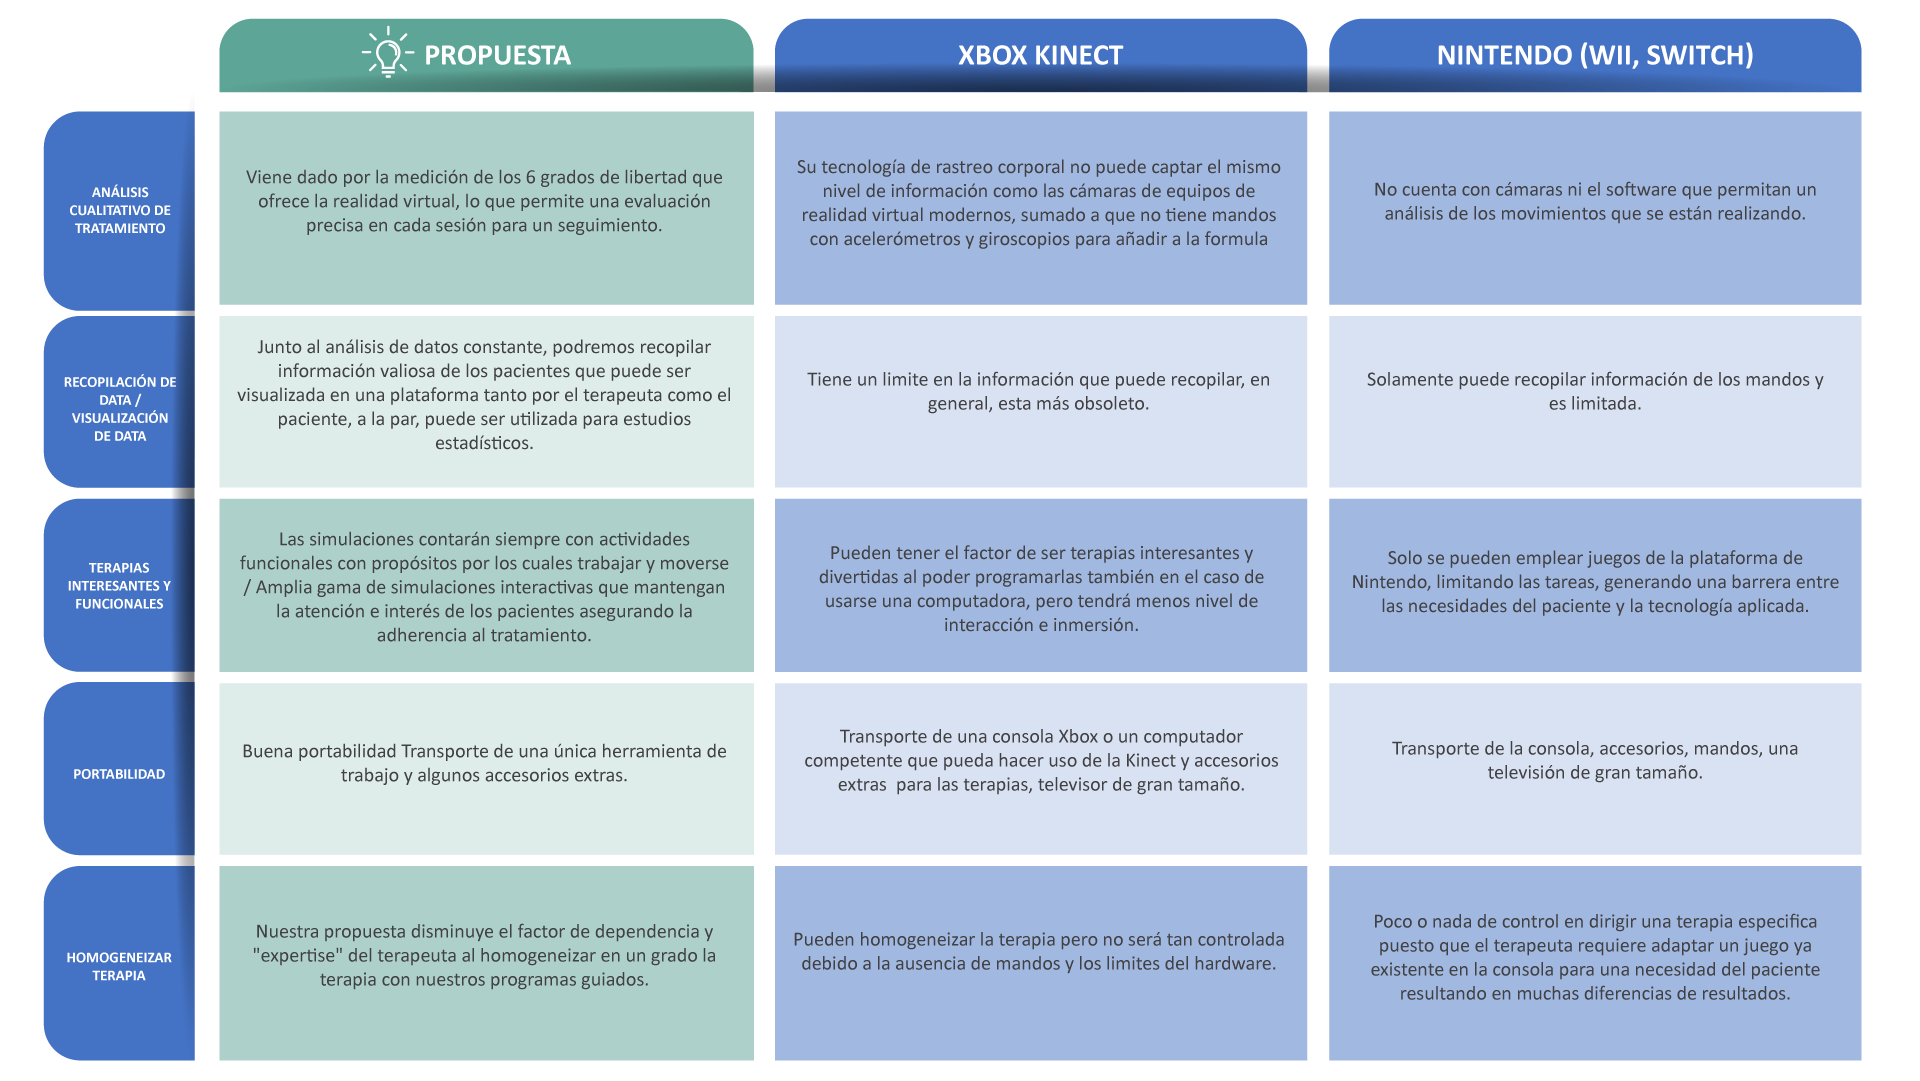 PROPUESTA
XBOX KINECT
NINTENDO (WII, SWITCH)
ANÁLISIS
CUALITATIVO DE
TRATAMIENTO
Viene dado por la medición de los 6 grados de libertad que
ofrece la realidad virtual, lo que permite una evaluación
precisa en cada sesión para un seguimiento.
Su tecnología de rastreo corporal no puede captar el mismo
nivel de información como las cámaras de equipos de
realidad virtual modernos, sumado a que no tiene mandos
con acelerómetros y giroscopios para añadir a la formula
No cuenta con cámaras ni el software que permitan un
análisis de los movimientos que se están realizando.
RECOPILACIÓN DE
DATA /
VISUALIZACIÓN
DE DATA
Junto al análisis de datos constante, podremos recopilar
información valiosa de los pacientes que puede ser
visualizada en una plataforma tanto por el terapeuta como el
paciente, a la par, puede ser utilizada para estudios
estadísticos.
Tiene un limite en la información que puede recopilar, en
general, esta más obsoleto.
Solamente puede recopilar información de los mandos y
es limitada.
TERAPIAS
INTERESANTES Y
FUNCIONALES
Las simulaciones contarán siempre con actividades
funcionales con propósitos por los cuales trabajar y moverse
/ Amplia gama de simulaciones interactivas que mantengan
la atención e interés de los pacientes asegurando la
adherencia al tratamiento.
Pueden tener el factor de ser terapias interesantes y
divertidas al poder programarlas también en el caso de
usarse una computadora, pero tendrá menos nivel de
interacción e inmersión.
Solo se pueden emplear juegos de la plataforma de
Nintendo, limitando las tareas, generando una barrera entre
las necesidades del paciente y la tecnología aplicada.
PORTABILIDAD
Buena portabilidad Transporte de una única herramienta de
trabajo y algunos accesorios extras.
Transporte de una consola Xbox o un computador
competente que pueda hacer uso de la Kinect y accesorios
extras  para las terapias, televisor de gran tamaño.
Transporte de la consola, accesorios, mandos, una
televisión de gran tamaño.
HOMOGENEIZAR
TERAPIA
Nuestra propuesta disminuye el factor de dependencia y
"expertise" del terapeuta al homogeneizar en un grado la
terapia con nuestros programas guiados.
Pueden homogeneizar la terapia pero no será tan controlada
debido a la ausencia de mandos y los limites del hardware.
Poco o nada de control en dirigir una terapia especifica
puesto que el terapeuta requiere adaptar un juego ya
existente en la consola para una necesidad del paciente
resultando en muchas diferencias de resultados.